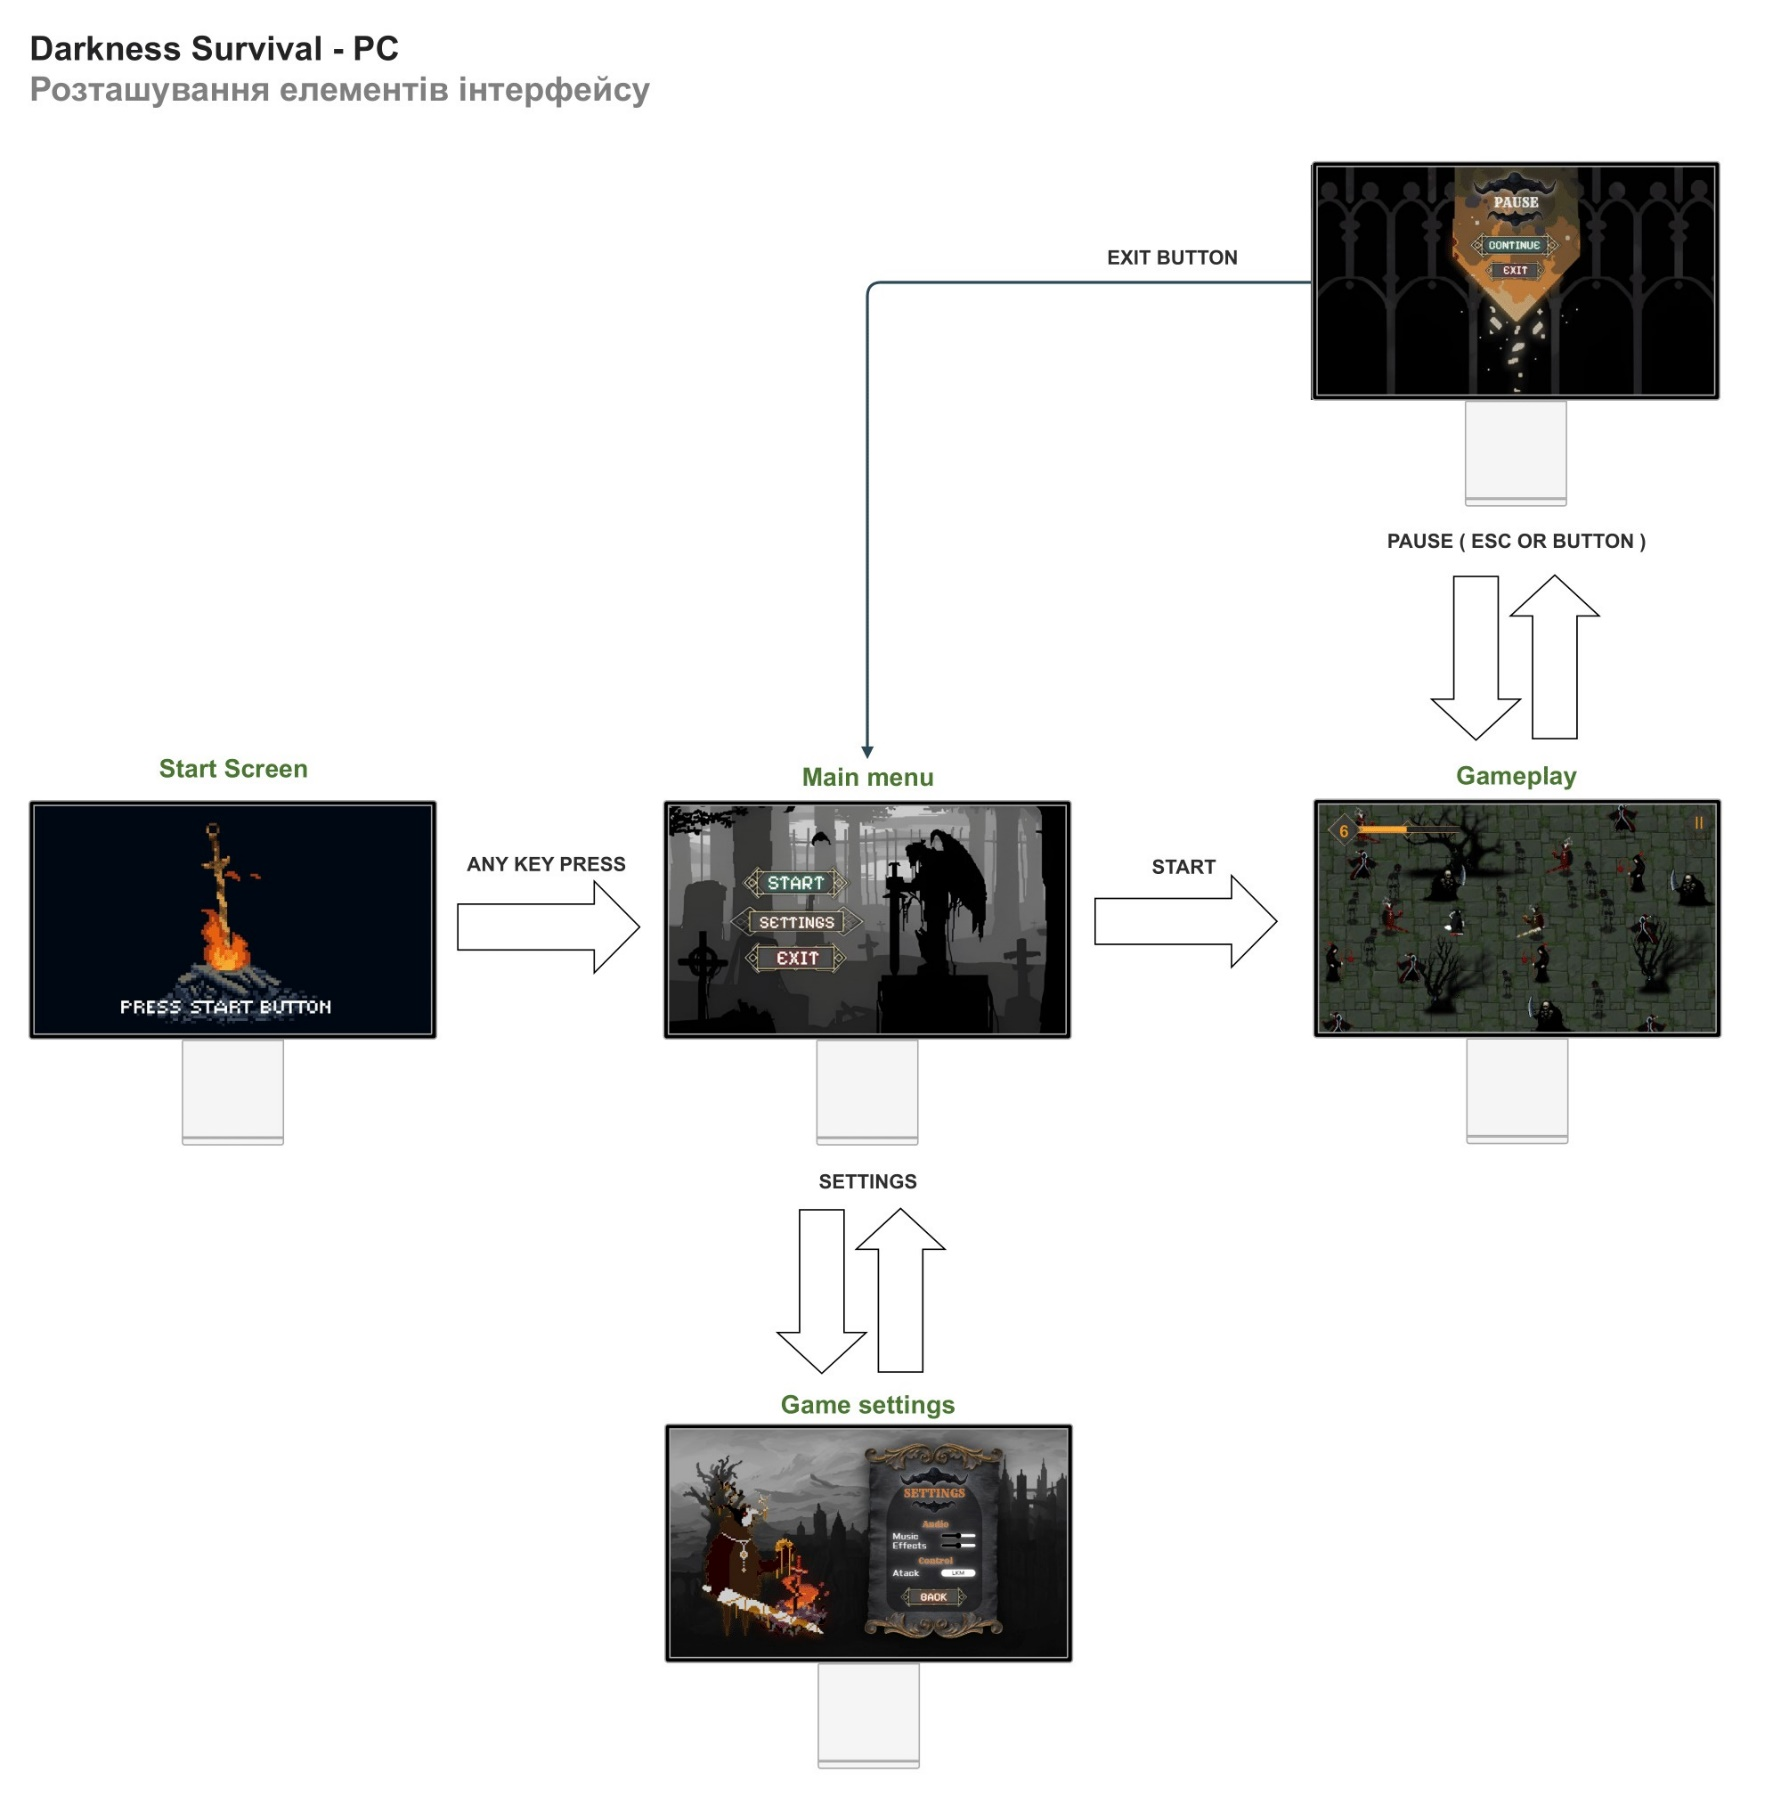 Darkness Survival - PC
Розташування елементів інтерфейсу
PAUSE
CONTINUE
EXIT
EXIT BUTTON
PAUSE ( ESC OR BUTTON )
Start Screen
Main menu
Gameplay
PRESS START BUTTON
ANY KEY PRESS
START
SETTINGS
EXIT
START
6
SETTINGS
Game settings
SETTINGS
Audio
Music
Effects
Control
Atack LKM
BACK